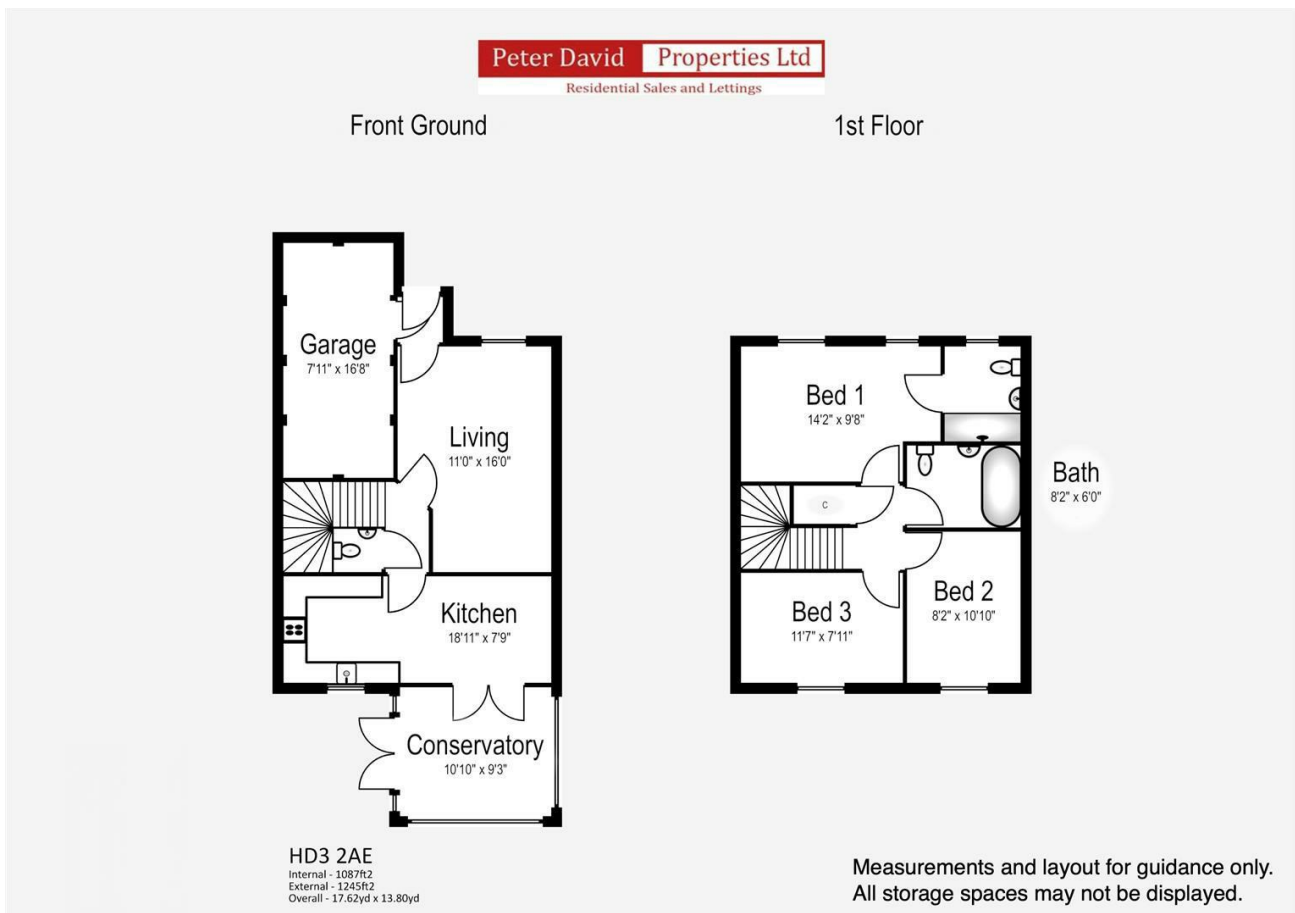 Peter David Properties Ltd
Residential Sales and Lettings
Front Ground
1st Floor
Garage
7'11" x 16'8"
Living
11'0" x 16'0"
Kitchen
18'11" x 7'9"
Conservatory
10'10" x 9'3"
Bed 1
14'2" x 9'8"
Bath
8'2" x 6'0"
C
Bed 2
8'2" x 10'10"
Bed 3
11'7" x 7'11"
HD3 2AE
Internal - 1087ft2
External - 1245ft2
Overall - 17.62yd x 13.80yd
Measurements and layout for guidance only.
All storage spaces may not be displayed.